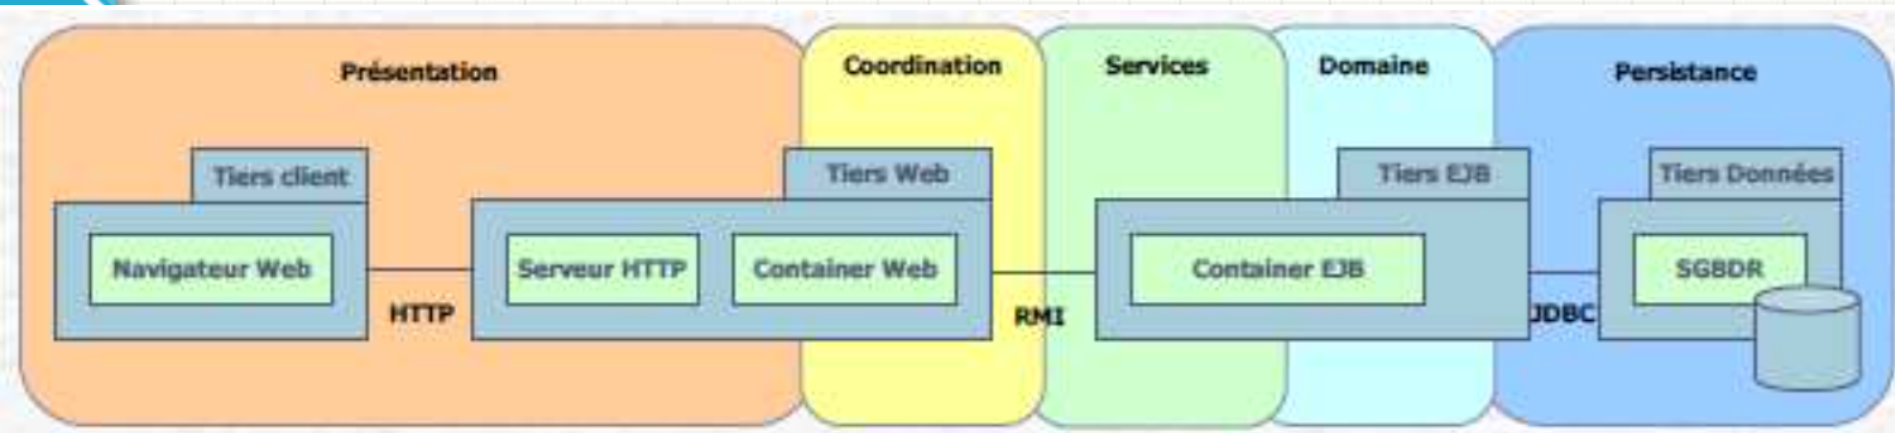 Présentation
Coordination
Services
Domaine
Persistance
Tiers client
Tiers Web
Tiers EJB
Tiers Données
Navigateur Web
Serveur HTTP
Container Web
Container EJB
SGBDR
HTTP
RMI
JDBC